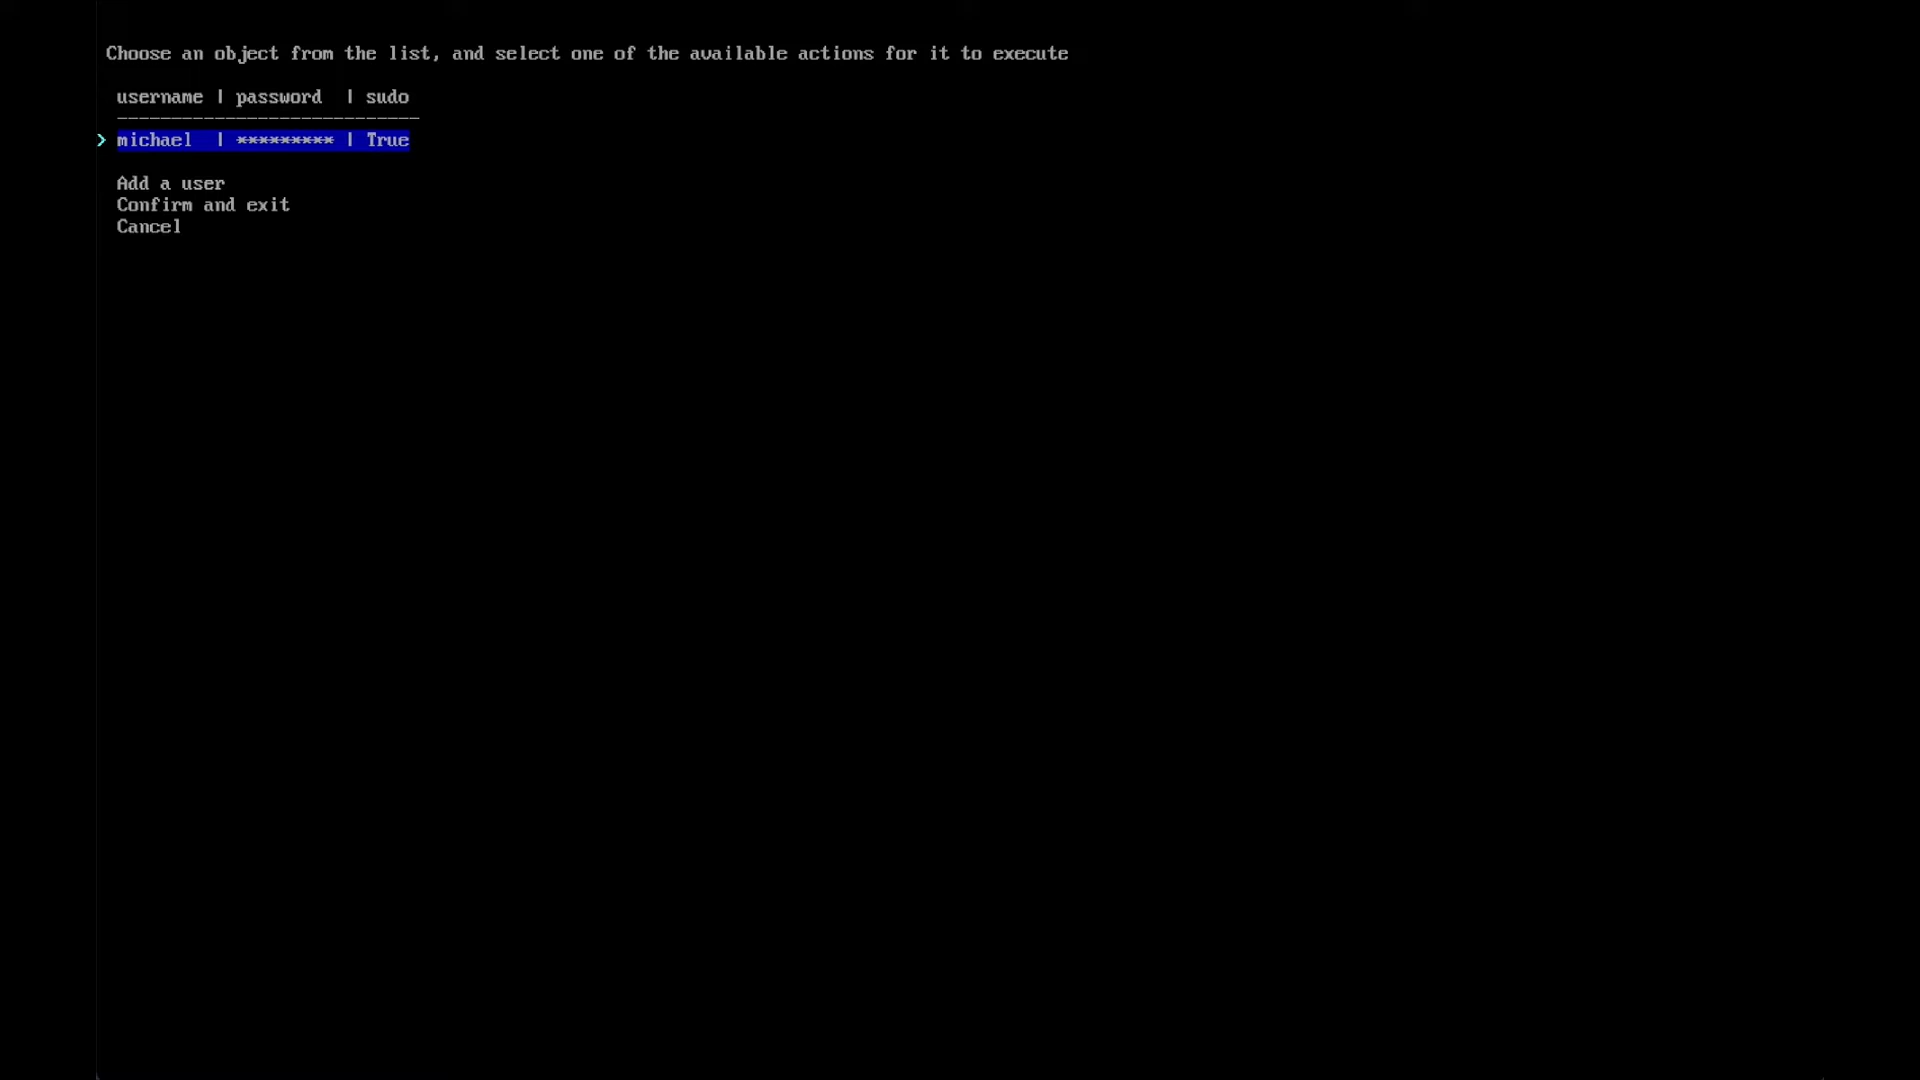 Choose an object from the list, and select one of the available actions for it to execute
username | password | sudo
----------------------------
> michael | ********* | True
Add a user
Confirm and exit
Cancel